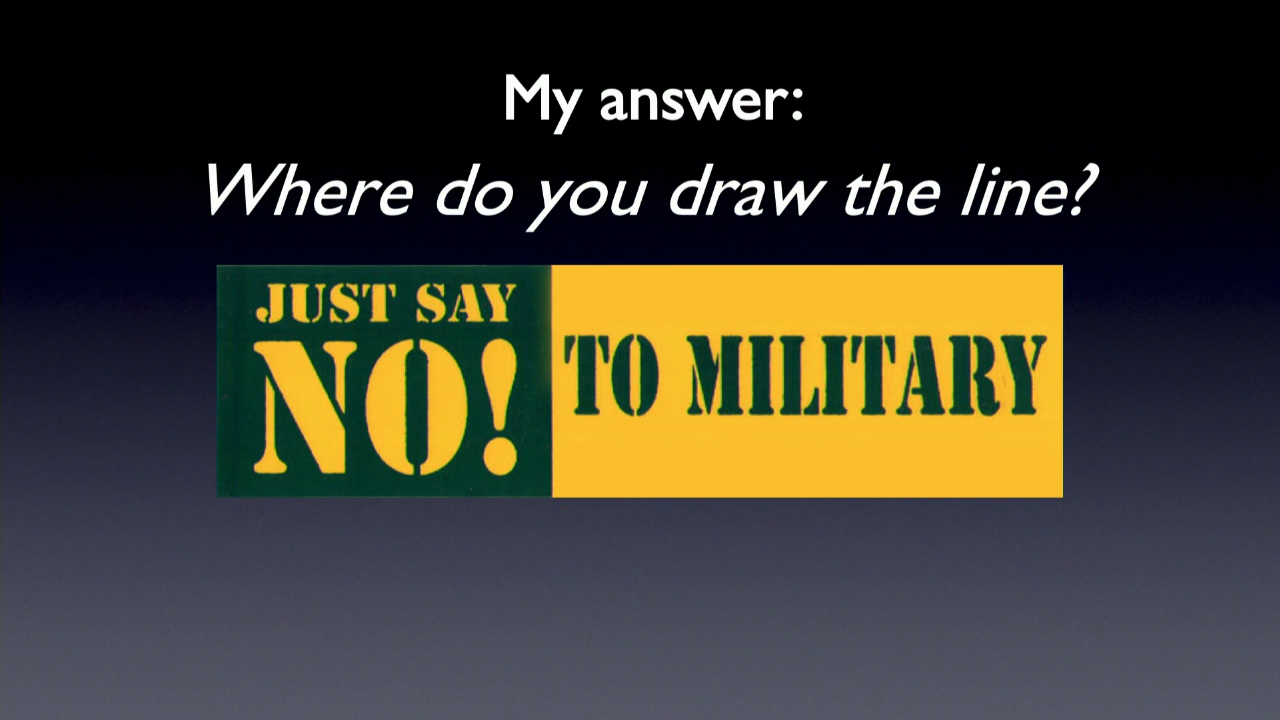 My answer:
Where do you draw the line?
JUST SAY
NO!
TO MILITARY